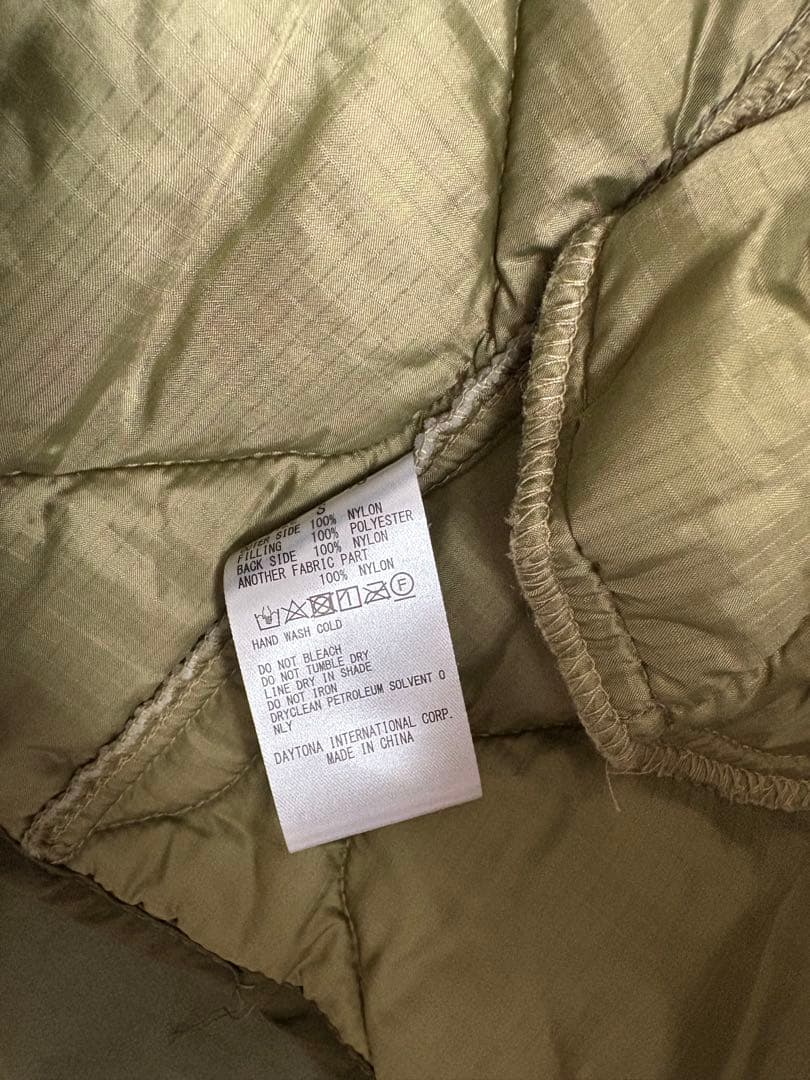 S
SIDE 100% NYLON
FILLING 100% POLYESTER
BACK SIDE 100% NYLON
ANOTHER FABRIC PART
100% NYLON
F
HAND WASH COLD
DO NOT BLEACH
DO NOT TUMBLE DRY
LINE DRY IN SHADE
DO NOT IRON
DRYCLEAN PETROLEUM SOLVENT O
NLY
DAYTONA INTERNATIONAL CORP.
MADE IN CHINA